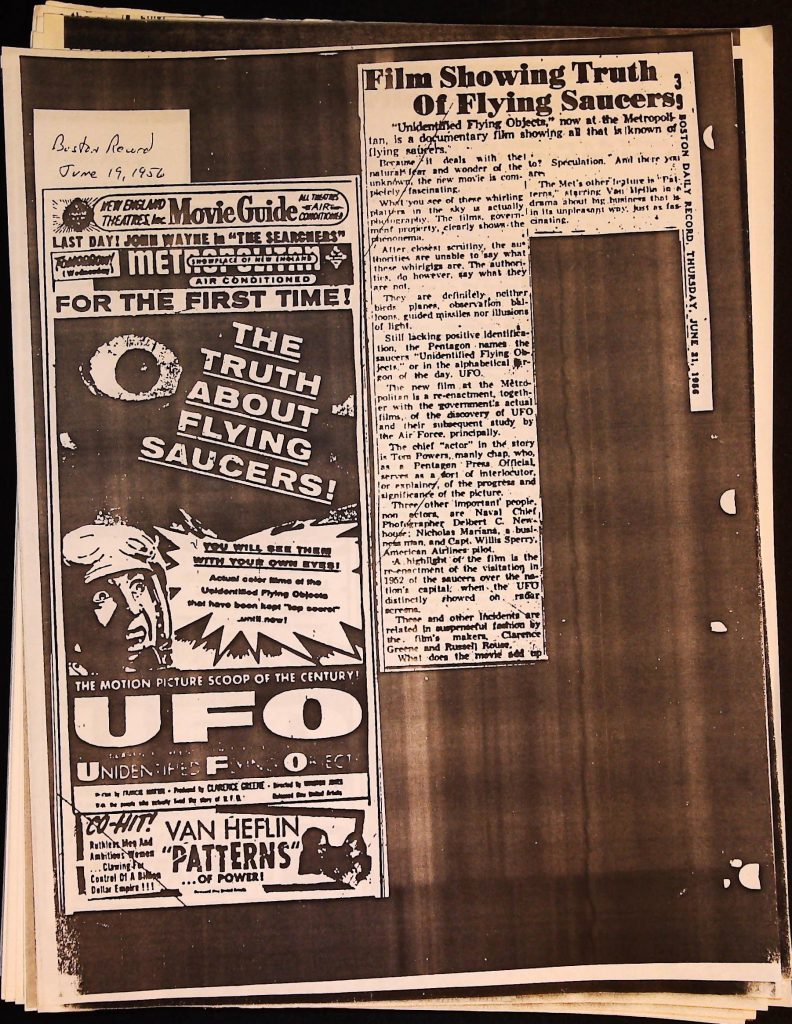 Boston Record
June 19, 1956
NEW ENGLAND
THEATRES, Inc.
Movie Guide
ALL THEATRES
AIR
CONDITIONED
LAST DAY! JOHN WAYNE in "THE SEARCHERS"
TOMORROW!
(Wednesday)
METROPOLITAN
SHOWPLACE OF NEW ENGLAND
AIR CONDITIONED
FOR THE FIRST TIME!
THE
TRUTH
ABOUT
FLYING
SAUCERS!
YOU WILL SEE THEM
WITH YOUR OWN EYES!
Actual color films of the
Unidentified Flying Objects
that have been kept "top secret"
...until now!
THE MOTION PICTURE SCOOP OF THE CENTURY!
UFO
UNIDENTIFIED FLYING OBJECTS
Produced by CLARENCE GREENE • Directed by WINSTON JONES
Released thru United Artists
CO-HIT!
Ruthless Men And
Ambitious Women
...Clawing For
Control Of A Billion
Dollar Empire!!!
VAN HEFLIN
"PATTERNS"
...OF POWER!
Film Showing Truth
Of Flying Saucers
"Unidentified Flying Objects," now at the Metropoli-
tan, is a documentary film showing all that is known of
flying saucers.
Because it deals with the
natural fear and wonder of the
unknown, the new movie is com-
pletely fascinating.
What you see of these whirling
platters in the sky is actually
photography. The films, govern-
ment property, clearly shows the
phenomena.
After closest scrutiny, the au-
thorities are unable to say what
these whirligigs are. The authori-
ties, do however, say what they
are not.
They are definitely neither
birds, planes, observation bal-
loons, guided missiles nor illusions
of light.
Still lacking positive identifica-
tion, the Pentagon names the
saucers "Unidentified Flying Ob-
jects," or in the alphabetical jar-
gon of the day, UFO.
The new film at the Metro-
politan is a re-enactment, togeth-
er with the government's actual
films, of the discovery of UFO
and their subsequent study by
the Air Force, principally.
The chief "actor" in the story
is Tom Powers, manly chap, who,
as a Pentagon Press Official,
serves as a sort of interlocutor,
or explainer, of the progress and
significance of the picture.
Three other important people,
non actors, are Naval Chief
Photographer Delbert C. New-
house; Nicholas Mariana, a busi-
ness man, and Capt. Willis Sperry,
American Airlines pilot.
A highlight of the film is the
re-enactment of the visitation in
1952 of the saucers over the na-
tion's capital, when the UFO
distinctly showed on radar
screens.
These and other incidents are
related in suspenseful fashion by
the film's makers, Clarence
Greene and Russell Rouse.
What does the movie add up
to? Speculation. And there you
are.
The Met's other feature is "Pat-
terns," starring Van Heflin in a
drama about big business that is
in its unpleasant way, just as fas-
cinating.
39
BOSTON DAILY RECORD, THURSDAY, JUNE 21, 1956